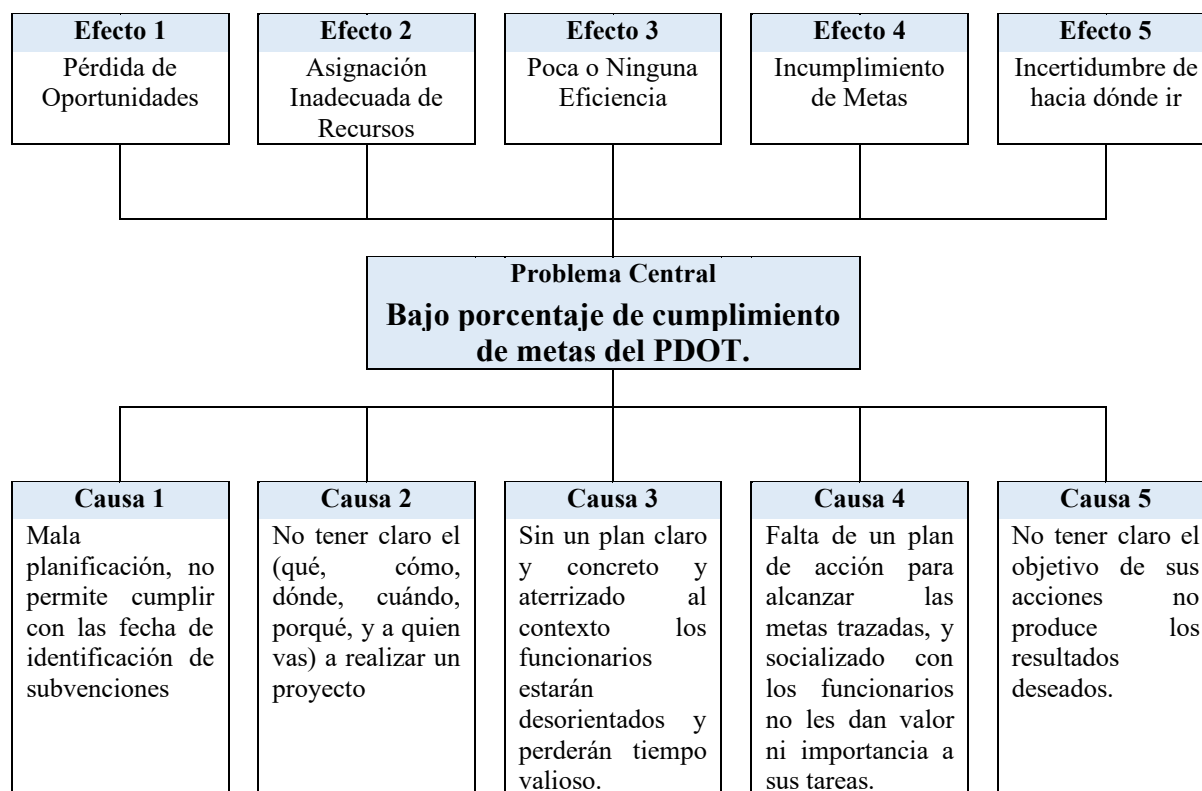 Efecto 1
Pérdida de
Oportunidades
Efecto 2
Asignación
Inadecuada de
Recursos
Efecto 3
Poca o Ninguna
Eficiencia
Efecto 4
Incumplimiento
de Metas
Efecto 5
Incertidumbre de
hacia dónde ir
Problema Central
Bajo porcentaje de cumplimiento
de metas del PDOT.
Causa 1
Mala
planificación, no
permite cumplir
con las fecha de
identificación de
subvenciones
Causa 2
No tener claro el
(qué, cómo,
dónde, cuándo,
porqué, y a quien
vas) a realizar un
proyecto
Causa 3
Sin un plan claro
y concreto y
aterrizado al
contexto los
funcionarios
estarán
desorientados y
perderán tiempo
valioso.
Causa 4
Falta de un plan
de acción para
alcanzar las
metas trazadas, y
socializado con
los funcionarios
no les dan valor
ni importancia a
sus tareas.
Causa 5
No tener claro el
objetivo de sus
acciones no
produce los
resultados
deseados.